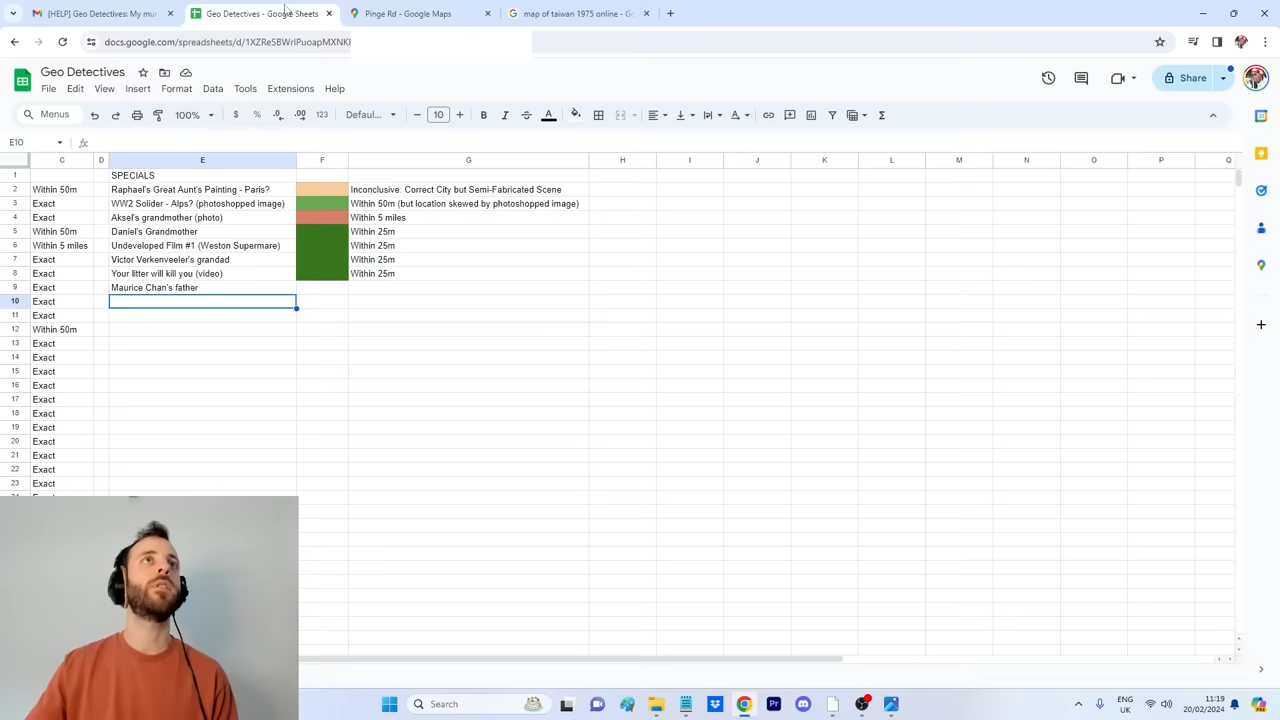 [HELP] Geo Detectives: My mu
Geo Detectives - Google Sheets
Pinge Rd - Google Maps
map of taiwan 1975 online - Go
docs.google.com/spreadsheets/d/1XZReSBWrIPuoapMXNKI
Geo Detectives
File Edit View Insert Format Data Tools Extensions Help
Share
Menus 100% $ % .0 .00 123 Defaul... 10
E10
C D E F G H I J K L M N O P Q
1 SPECIALS
2 Within 50m Raphael's Great Aunt's Painting - Paris? Inconclusive: Correct City but Semi-Fabricated Scene
3 Exact WW2 Solider - Alps? (photoshopped image) Within 50m (but location skewed by photoshopped image)
4 Exact Aksel's grandmother (photo) Within 5 miles
5 Within 50m Daniel's Grandmother Within 25m
6 Within 5 miles Undeveloped Film #1 (Weston Supermare) Within 25m
7 Exact Victor Verkenveeler's grandad Within 25m
8 Exact Your litter will kill you (video) Within 25m
9 Exact Maurice Chan's father
10 Exact
11 Exact
12 Within 50m
13 Exact
14 Exact
15 Exact
16 Exact
17 Exact
18 Exact
19 Exact
20 Exact
21 Exact
22 Exact
23 Exact
Search
ENG
UK
11:19
20/02/2024